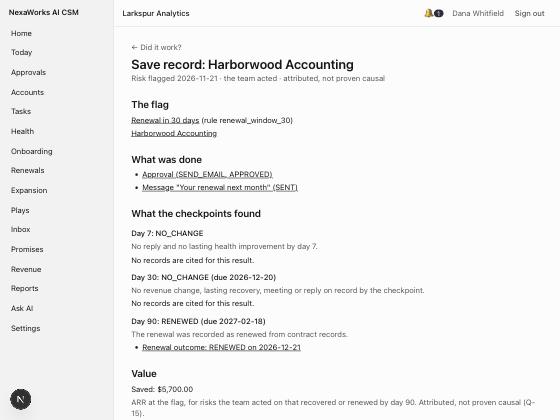 NexaWorks AI CSM
Larkspur Analytics
Dana Whitfield
Sign out
Home
Today
Approvals
Accounts
Tasks
Health
Onboarding
Renewals
Expansion
Plays
Inbox
Promises
Revenue
Reports
Ask AI
Settings
N
← Did it work?
Save record: Harborwood Accounting
Risk flagged 2026-11-21 · the team acted · attributed, not proven causal
The flag
Renewal in 30 days (rule renewal_window_30)
Harborwood Accounting
What was done
• Approval (SEND_EMAIL, APPROVED)
• Message "Your renewal next month" (SENT)
What the checkpoints found
Day 7: NO_CHANGE
No reply and no lasting health improvement by day 7.
No records are cited for this result.
Day 30: NO_CHANGE (due 2026-12-20)
No revenue change, lasting recovery, meeting or reply on record by the checkpoint.
No records are cited for this result.
Day 90: RENEWED (due 2027-02-18)
The renewal was recorded as renewed from contract records.
• Renewal outcome: RENEWED on 2026-12-21
Value
Saved: $5,700.00
ARR at the flag, for risks the team acted on that recovered or renewed by day 90. Attributed, not proven causal (Q-
15).